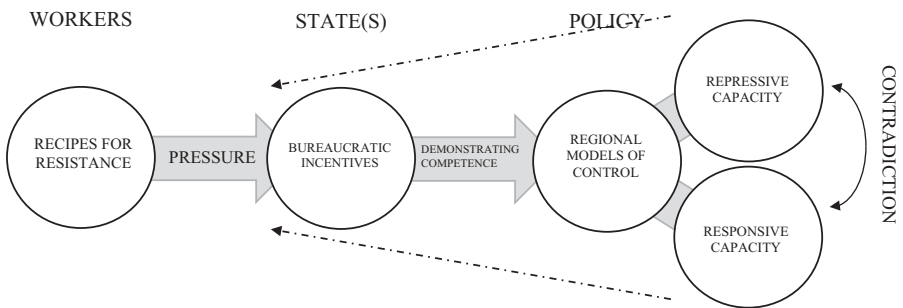 WORKERS
STATE(S)
POLICY
RECIPES FOR
RESISTANCE
PRESSURE
BUREAUCRATIC
INCENTIVES
DEMONSTRATING
COMPETENCE
REGIONAL
MODELS OF
CONTROL
REPRESSIVE
CAPACITY
RESPONSIVE
CAPACITY
CONTRADICTION